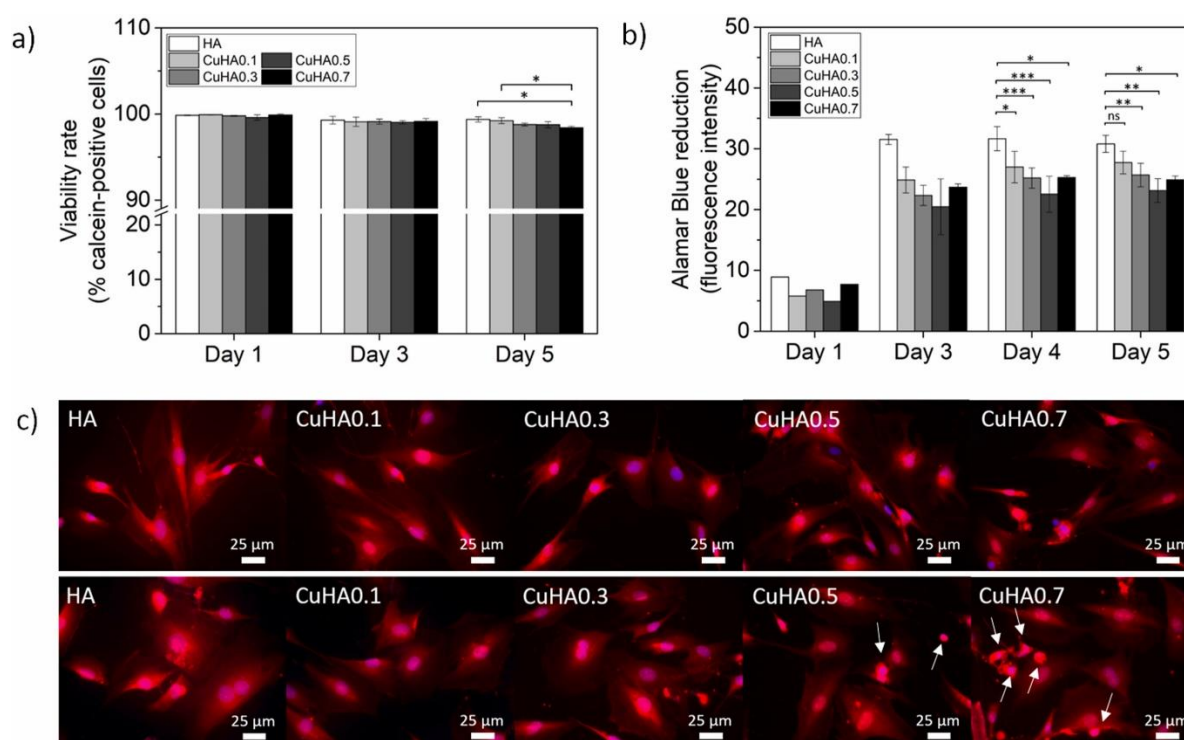 a)
Viability rate
(% calcein-positive cells)
110
100
90
20
10
0
HA
CuHA0.1 CuHA0.5
CuHA0.3 CuHA0.7
*
*
Day 1 Day 3 Day 5
b)
Alamar Blue reduction
(fluorescence intensity)
50
40
30
20
10
0
HA
CuHA0.1
CuHA0.3
CuHA0.5
CuHA0.7
*
***
***
*
*
**
**
ns
Day 1 Day 3 Day 4 Day 5
c)
HA CuHA0.1 CuHA0.3 CuHA0.5 CuHA0.7
25 μm 25 μm 25 μm 25 μm 25 μm
HA CuHA0.1 CuHA0.3 CuHA0.5 CuHA0.7
25 μm 25 μm 25 μm 25 μm 25 μm